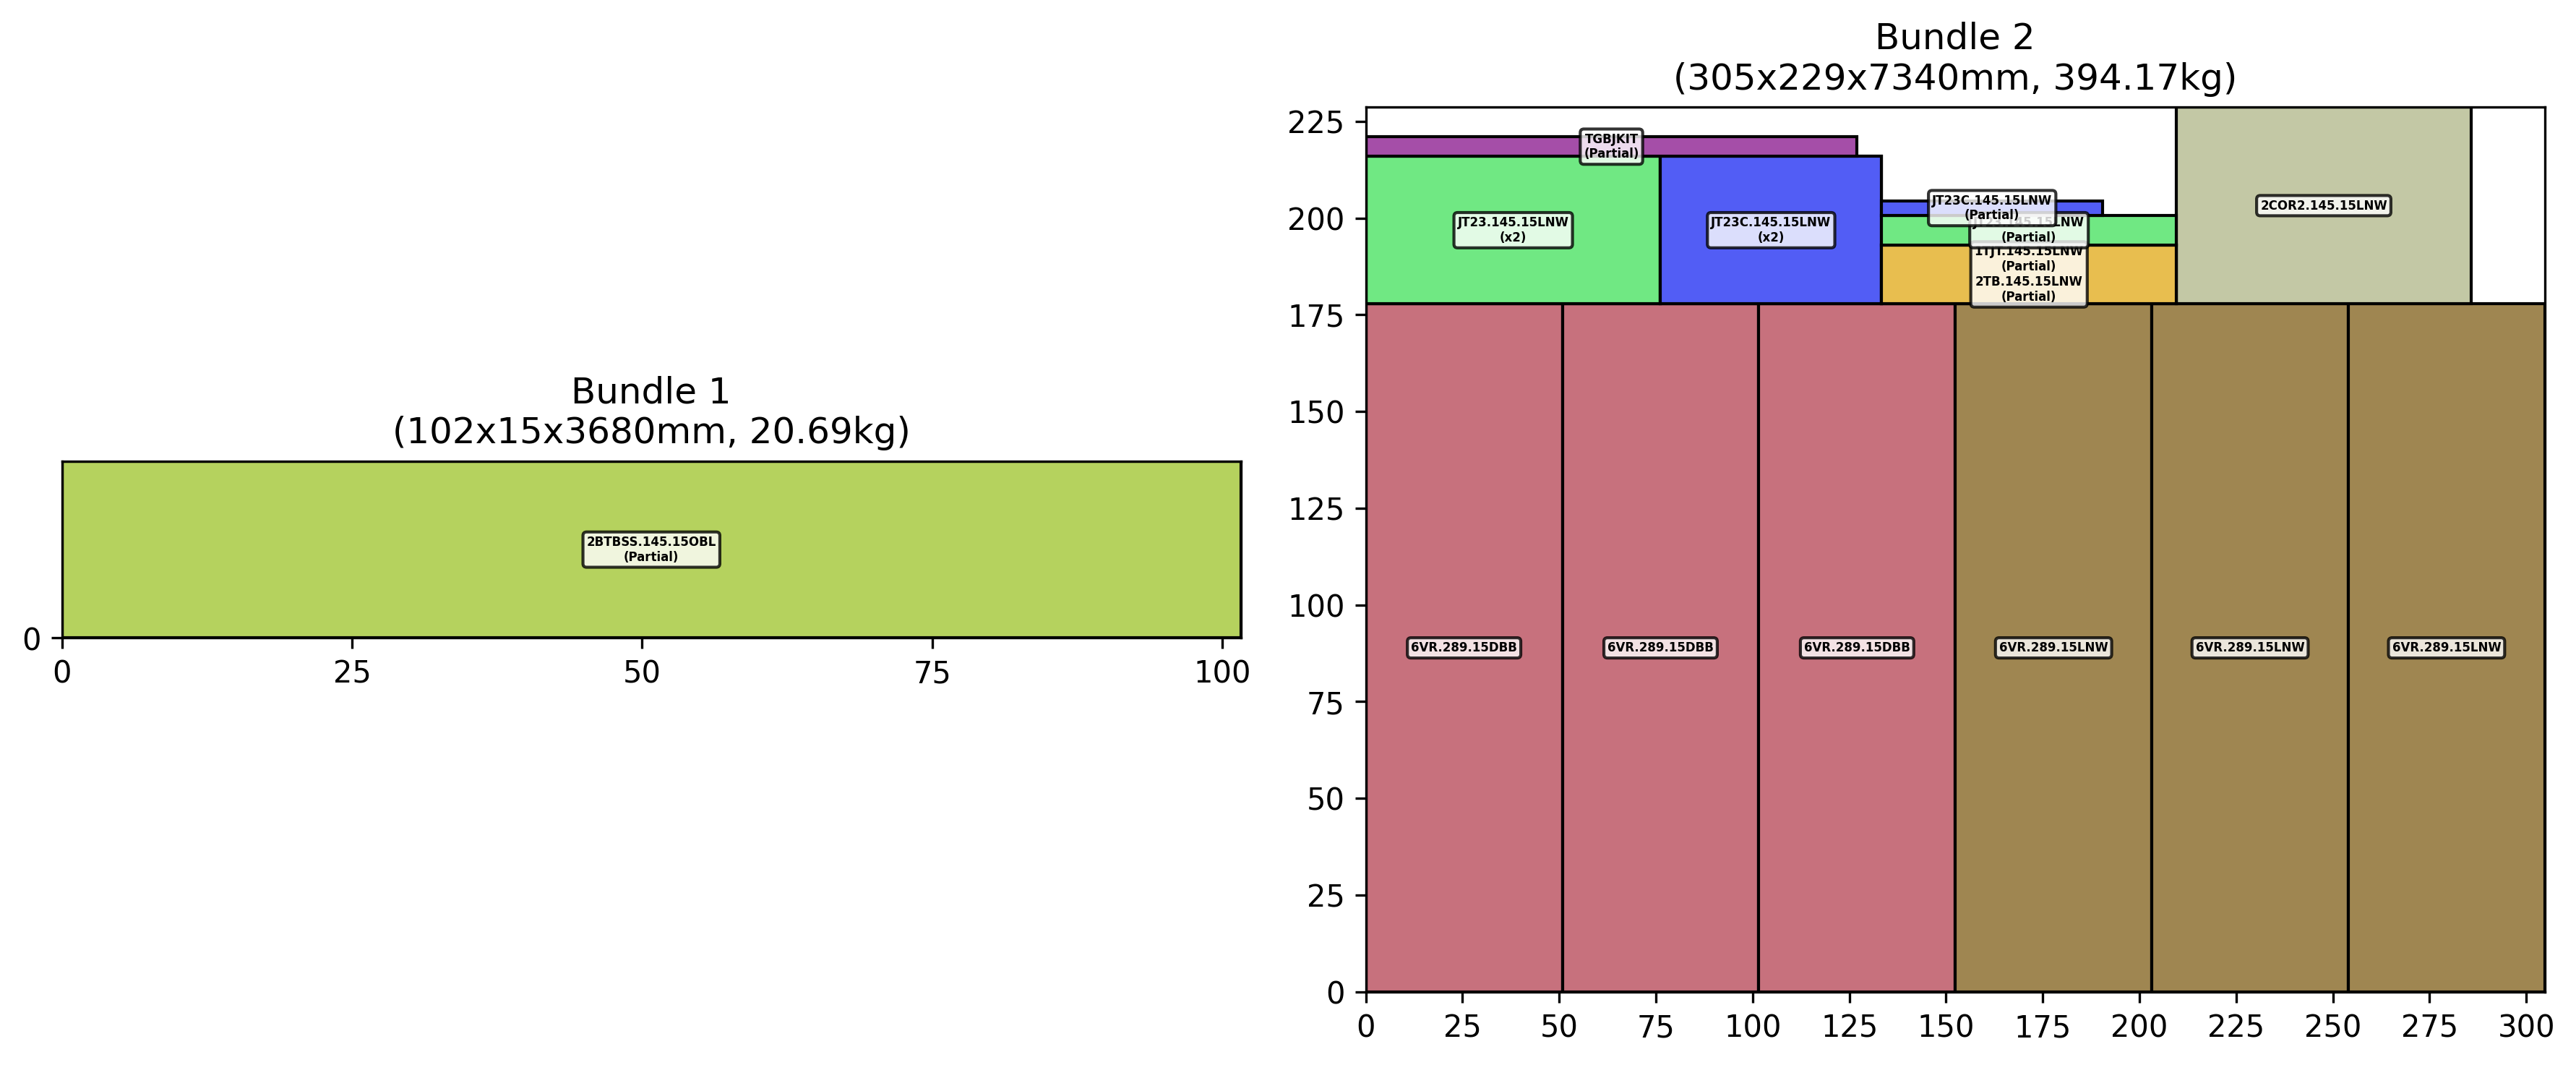 Bundle 1
(102x15x3680mm, 20.69kg)
2BTBSS.145.15OBL
(Partial)
0
0
25
50
75
100
Bundle 2
(305x229x7340mm, 394.17kg)
225
200
175
150
125
100
75
50
25
0
TGBJKIT
(Partial)
JT23.145.15LNW
(x2)
JT23C.145.15LNW
(x2)
JT23C.145.15LNW
(Partial)
(Partial)
1TJT.145.15LNW
(Partial)
2TB.145.15LNW
(Partial)
2COR2.145.15LNW
6VR.289.15DBB
6VR.289.15DBB
6VR.289.15DBB
6VR.289.15LNW
6VR.289.15LNW
6VR.289.15LNW
0
25
50
75
100
125
150
175
200
225
250
275
300